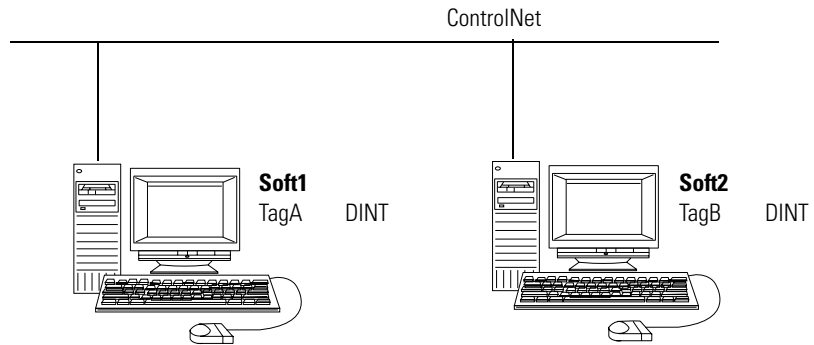 ControlNet
Soft1
TagA DINT
Soft2
TagB DINT